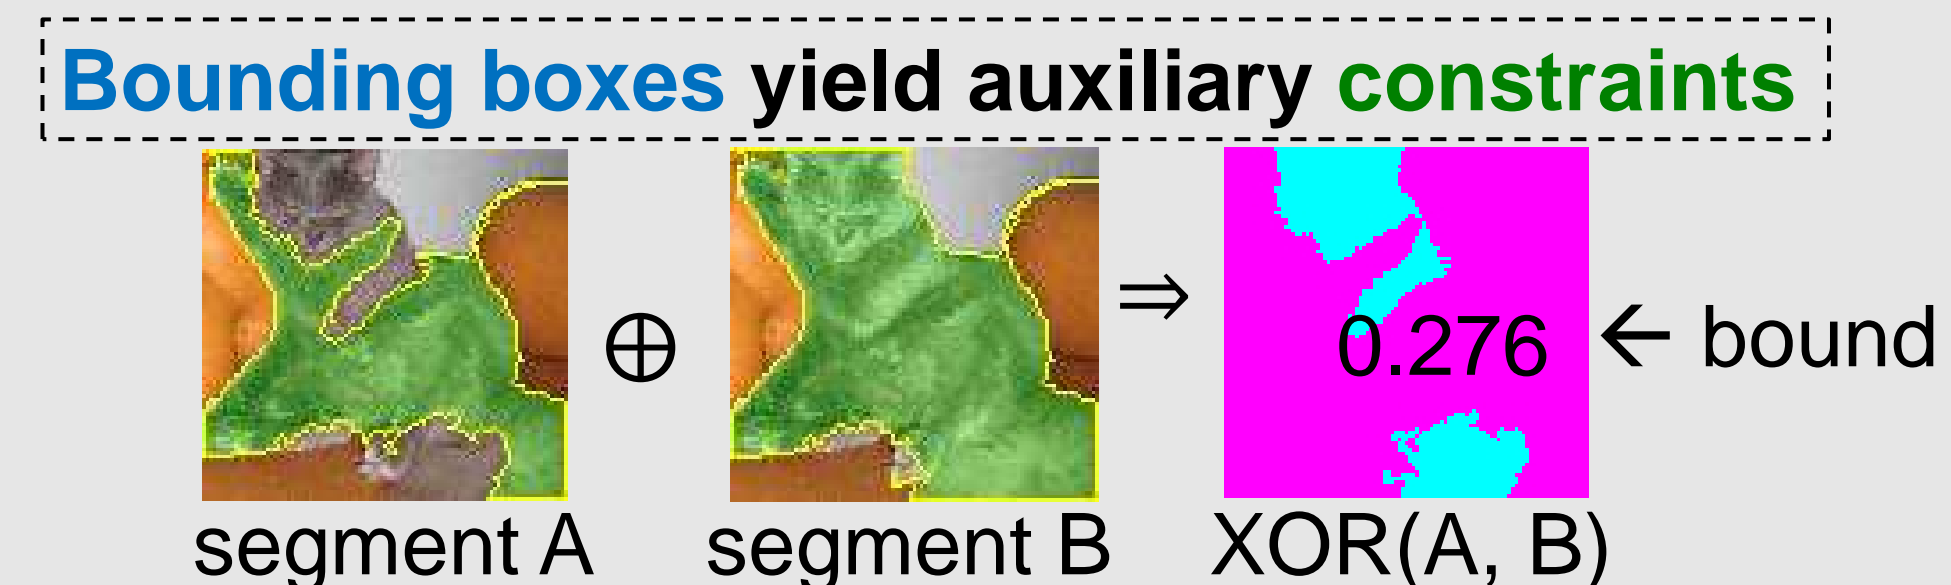 Bounding boxes yield auxiliary constraints
⊕ ⇒ 0.276 ← bound
segment A segment B XOR(A, B)